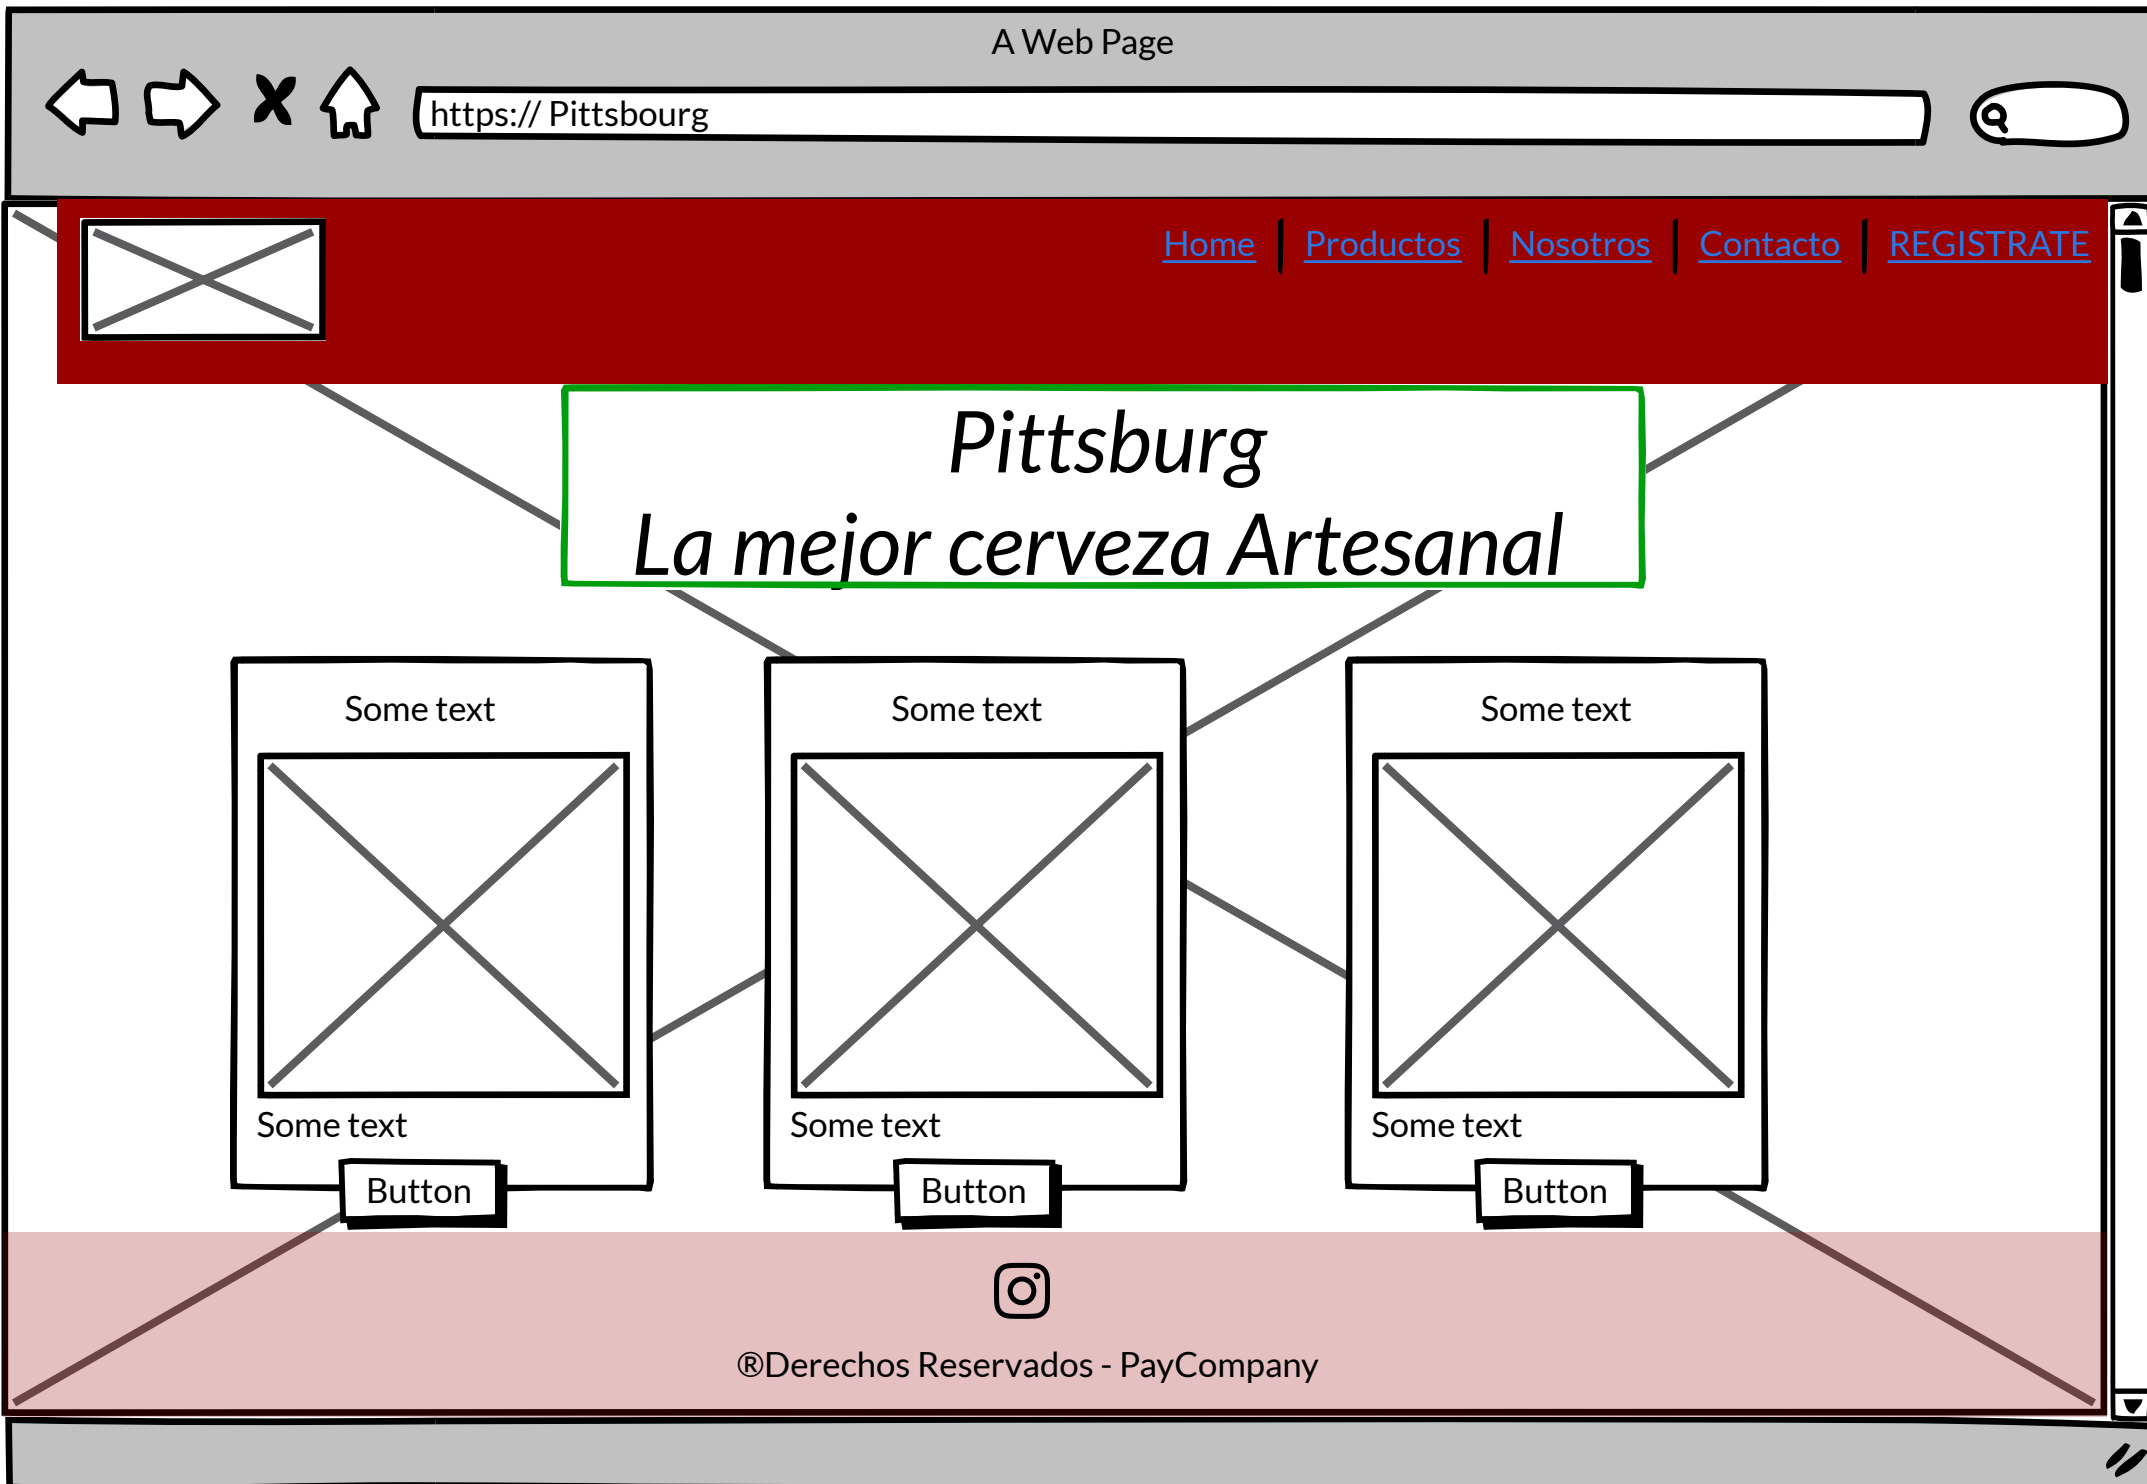 A Web Page
https:// Pittsbourg
Home Productos Nosotros Contacto REGISTRATE
Pittsburg
La mejor cerveza Artesanal
Some text Some text Some text
Some text Some text Some text
Button Button Button
®Derechos Reservados - PayCompany